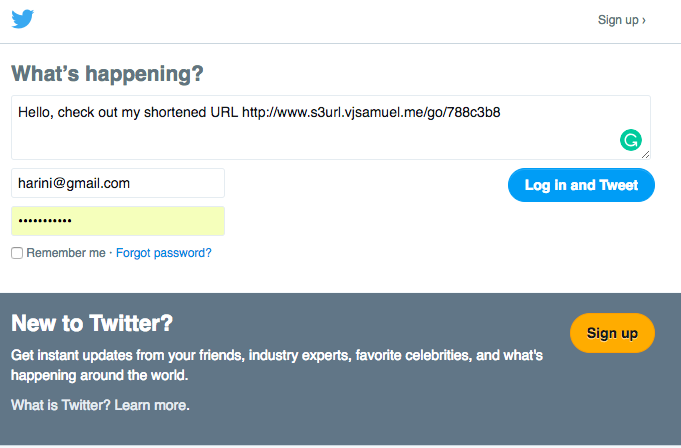 Sign up ›
What's happening?
Hello, check out my shortened URL http://www.s3url.vjsamuel.me/go/788c3b8
harini@gmail.com
Log In and Tweet
•••••••••••
Remember me · Forgot password?
New to Twitter?
Sign up
Get instant updates from your friends, industry experts, favorite celebrities, and what's
happening around the world.
What is Twitter? Learn more.